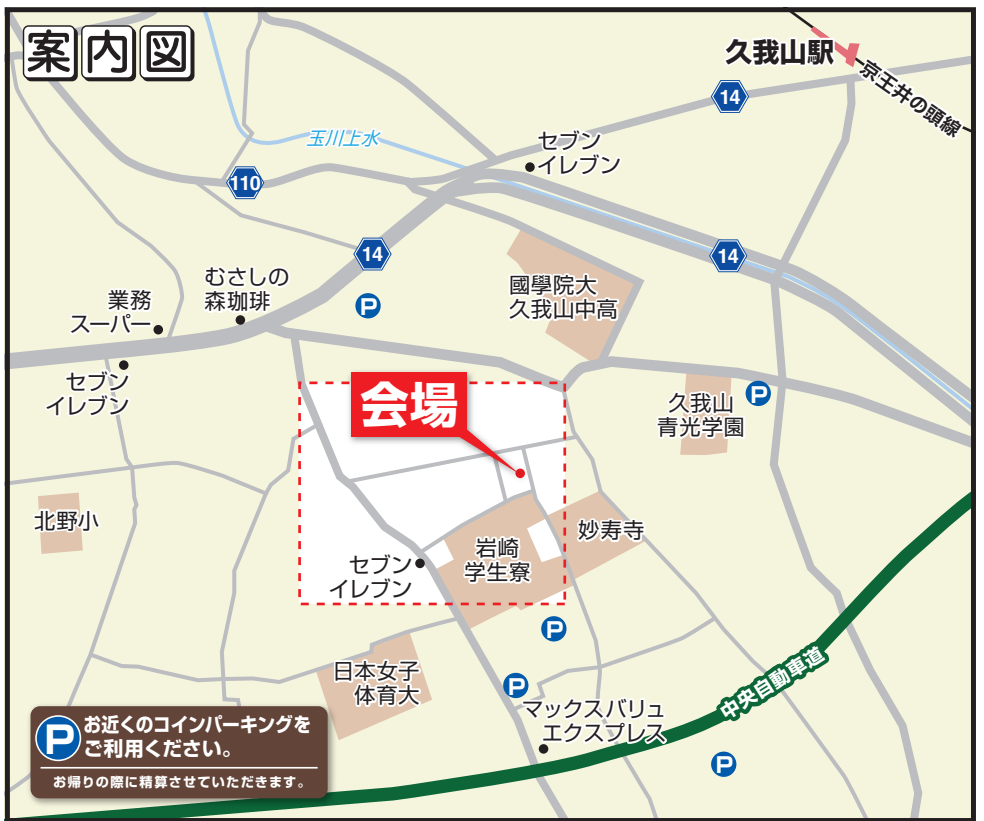 案内図
久我山駅
京王井の頭線
14
玉川上水
セブン
イレブン
110
14
14
むさしの
森珈琲
業務
スーパー
P
國學院大
久我山中高
セブン
イレブン
会場
久我山
青光学園
P
北野小
妙寿寺
岩崎
学生寮
セブン
イレブン
P
日本女子
体育大
P
マックスバリュ
エクスプレス
中央自動車道
P
P お近くのコインパーキングを
ご利用ください。
お帰りの際に精算させていただきます。